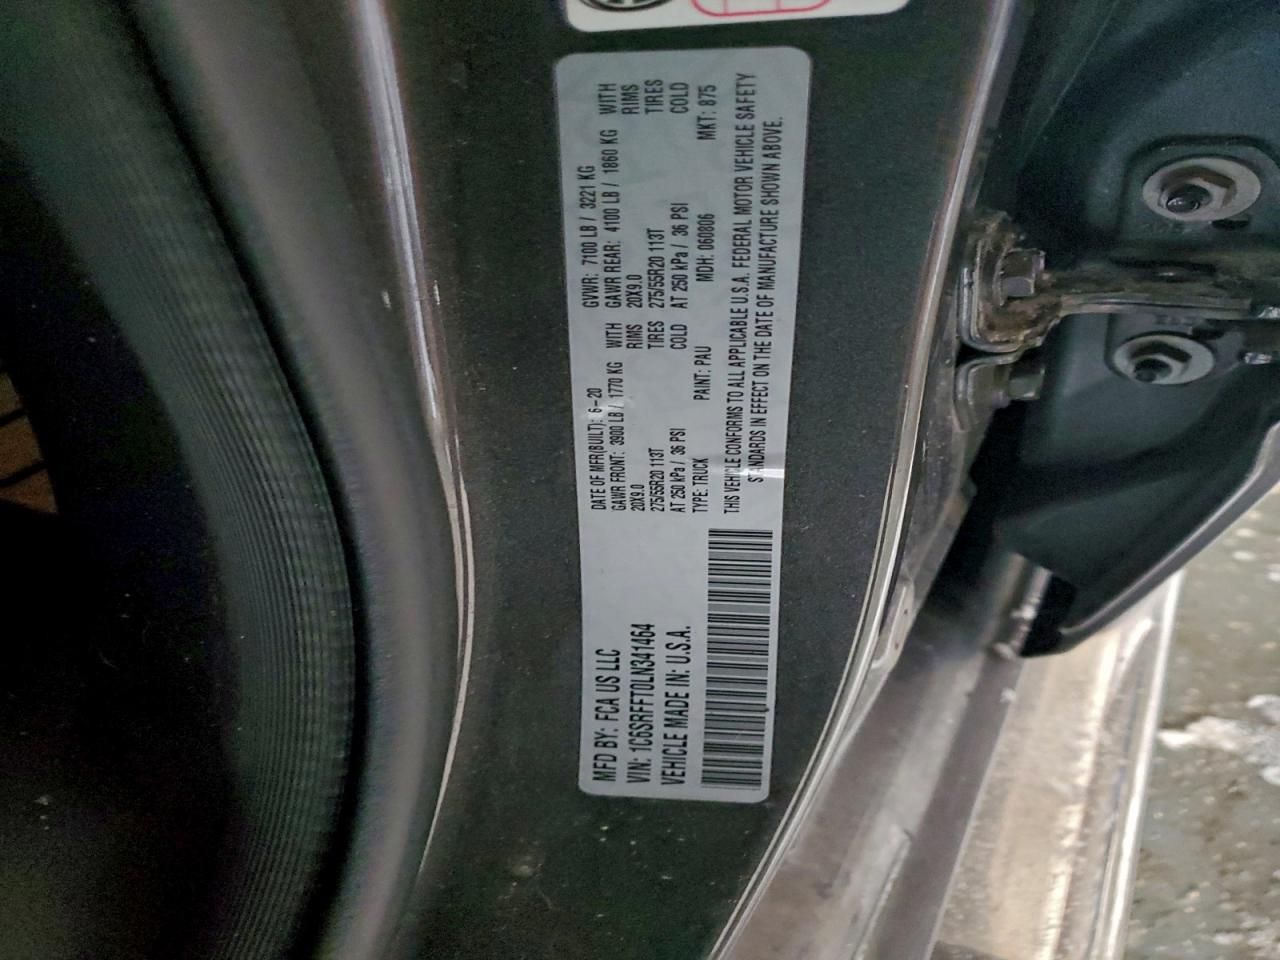 MFD BY: FCA US LLC
VIN: 1C6SRFFT0LN341464
VEHICLE MADE IN: U.S.A.
DATE OF MFR(BUILT): 6-20 GVWR: 7100 LB / 3221 KG
GAWR FRONT: 3900 LB / 1770 KG WITH GAWR REAR: 4100 LB / 1860 KG WITH
20X9.0 RIMS 20X9.0 RIMS
275/55R20 113T TIRES 275/55R20 113T TIRES
AT 250 kPa / 36 PSI COLD AT 250 kPa / 36 PSI COLD
TYPE: TRUCK PAINT: PAU MDH: 060806 MKT: 875
THIS VEHICLE CONFORMS TO ALL APPLICABLE U.S.A. FEDERAL MOTOR VEHICLE SAFETY
STANDARDS IN EFFECT ON THE DATE OF MANUFACTURE SHOWN ABOVE.